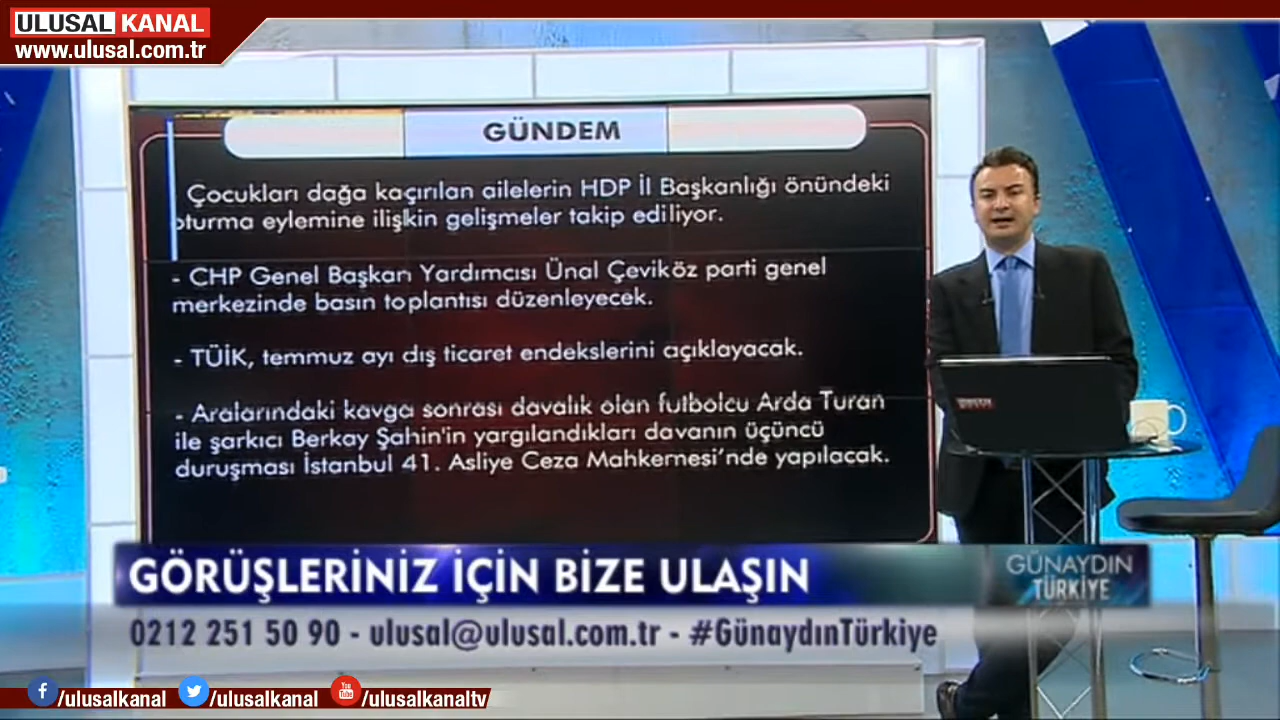 ULUSAL KANAL
www.ulusal.com.tr
GÜNDEM
Çocukları dağa kaçırılan ailelerin HDP İl Başkanlığı önündeki
oturma eylemine ilişkin gelişmeler takip ediliyor.
- CHP Genel Başkan Yardımcısı Ünal Çeviköz parti genel
merkezinde basın toplantısı düzenleyecek.
- TÜİK, temmuz ayı dış ticaret endekslerini açıklayacak.
- Aralarındaki kavga sonrası davalık olan futbolcu Arda Turan
ile şarkıcı Berkay Şahin'in yargılandıkları davanın üçüncü
duruşması İstanbul 41. Asliye Ceza Mahkemesi'nde yapılacak.
GÖRÜŞLERİNİZ İÇİN BİZE ULAŞIN
GÜNAYDIN
TÜRKİYE
0212 251 50 90 - ulusal@ulusal.com.tr - #GünaydınTürkiye
/ulusalkanal /ulusalkanal /ulusalkanaltv